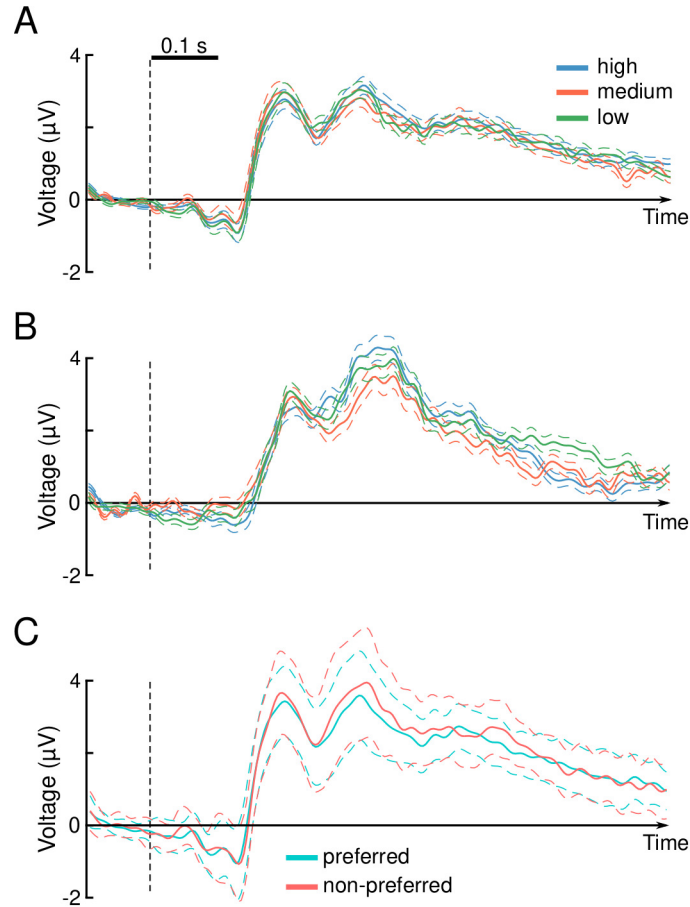 A
0.1 s
4
high
medium
low
Voltage (µV)
0
Time
-2
B
4
Voltage (µV)
0
Time
-2
C
4
Voltage (µV)
0
Time
preferred
non-preferred
-2